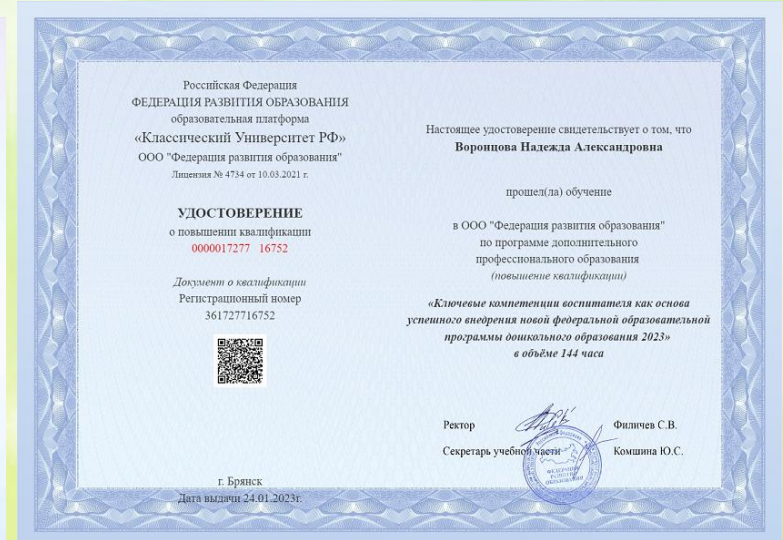 Российская Федерация
ФЕДЕРАЦИЯ РАЗВИТИЯ ОБРАЗОВАНИЯ
образовательная платформа
«Классический Университет РФ»
ООО "Федерация развития образования"
Лицензия № 4734 от 10.03.2021 г.
УДОСТОВЕРЕНИЕ
о повышении квалификации
0000017277 16752
Документ о квалификации
Регистрационный номер
361727716752
г. Брянск
Дата выдачи 24.01.2023г.
Настоящее удостоверение свидетельствует о том, что
Воронцова Надежда Александровна
прошел(ла) обучение
в ООО "Федерация развития образования"
по программе дополнительного
профессионального образования
(повышение квалификации)
«Ключевые компетенции воспитателя как основа
успешного внедрения новой федеральной образовательной
программы дошкольного образования 2023»
в объёме 144 часа
Ректор Филичев С.В.
Секретарь учебной части Комшина Ю.С.
ФЕДЕРАЦИЯ
РАЗВИТИЯ
ОБРАЗОВАНИЯ